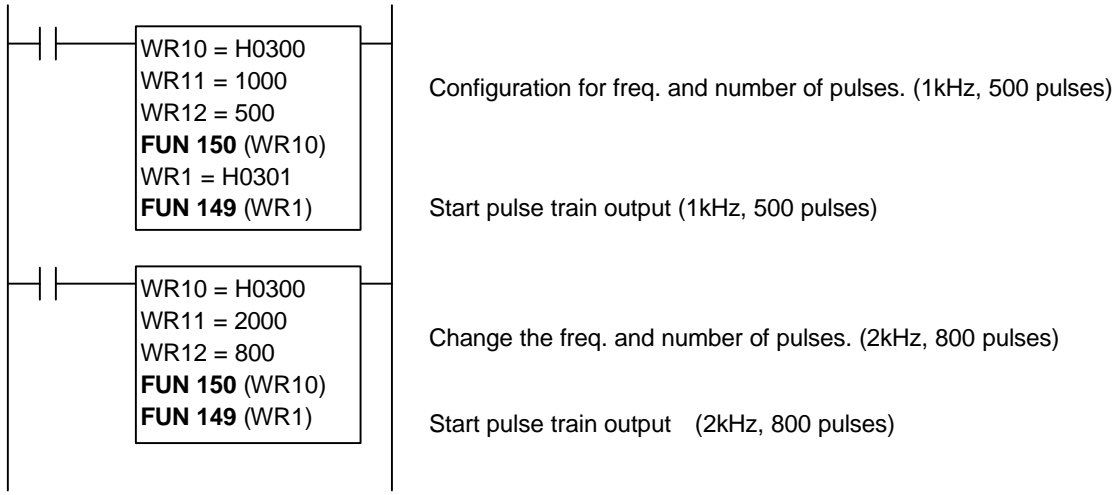 WR10 = H0300
WR11 = 1000
WR12 = 500
FUN 150 (WR10)
WR1 = H0301
FUN 149 (WR1)
Configuration for freq. and number of pulses. (1kHz, 500 pulses)
Start pulse train output (1kHz, 500 pulses)
WR10 = H0300
WR11 = 2000
WR12 = 800
FUN 150 (WR10)
FUN 149 (WR1)
Change the freq. and number of pulses. (2kHz, 800 pulses)
Start pulse train output (2kHz, 800 pulses)